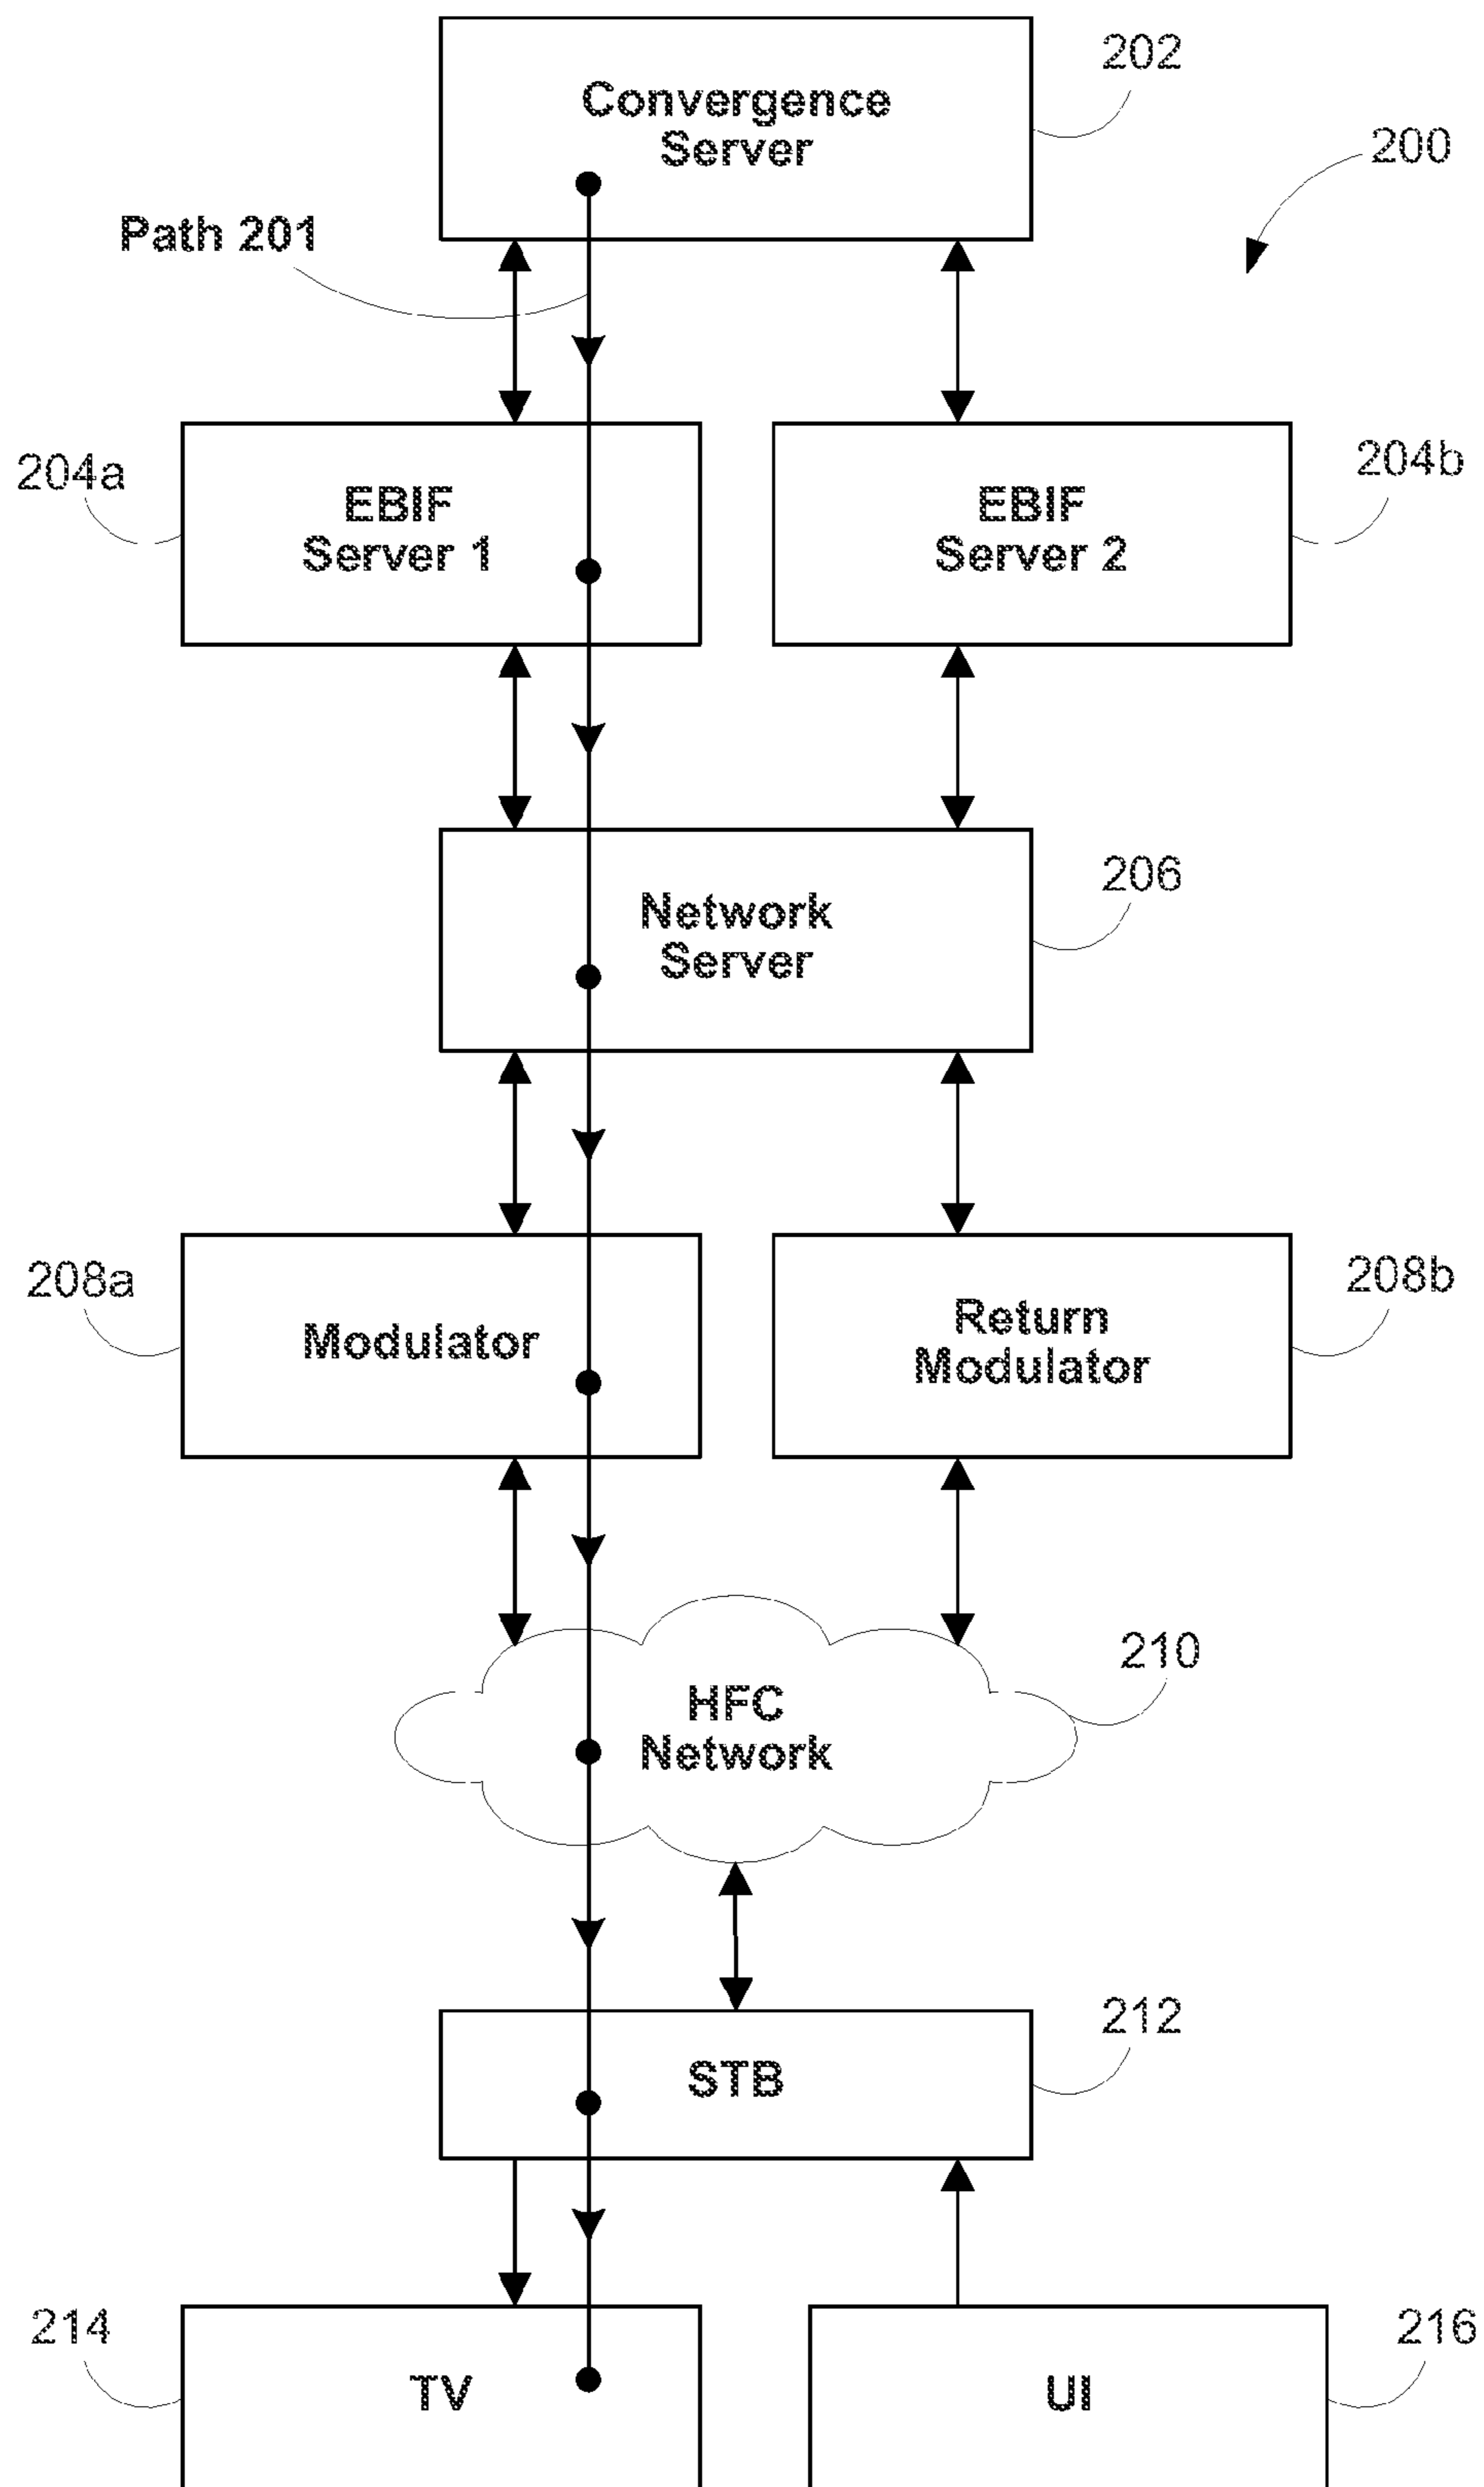 Convergence
Server
202
200
Path 201
204a
EBIF
Server 1
EBIF
Server 2
204b
Network
Server
206
208a
Modulator
Return
Modulator
208b
HFC
Network
210
STB
212
214
TV
UI
216